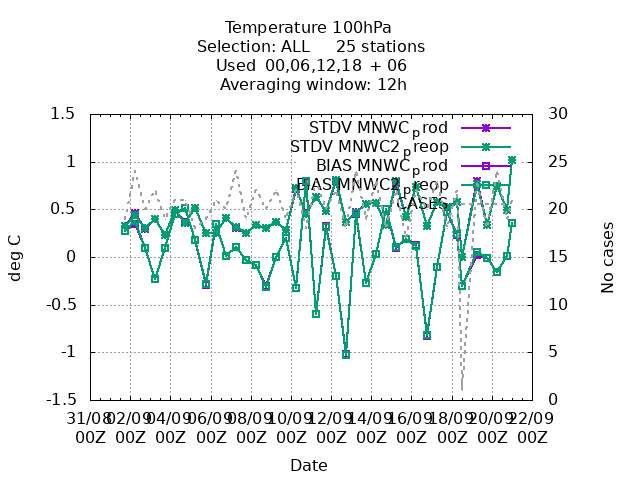 Temperature 100hPa
Selection: ALL 25 stations
Used 00,06,12,18 + 06
Averaging window: 12h
1.5
1
0.5
0
-0.5
-1
-1.5
30
25
20
15
10
5
0
STDV MNWCprod
STDV MNWC2preop
BIAS MNWCprod
BIAS MNWC2preop
CASES
deg C
No cases
31/08 02/09 04/09 06/09 08/09 10/09 12/09 14/09 16/09 18/09 20/09 22/09
00Z 00Z 00Z 00Z 00Z 00Z 00Z 00Z 00Z 00Z 00Z 00Z
Date